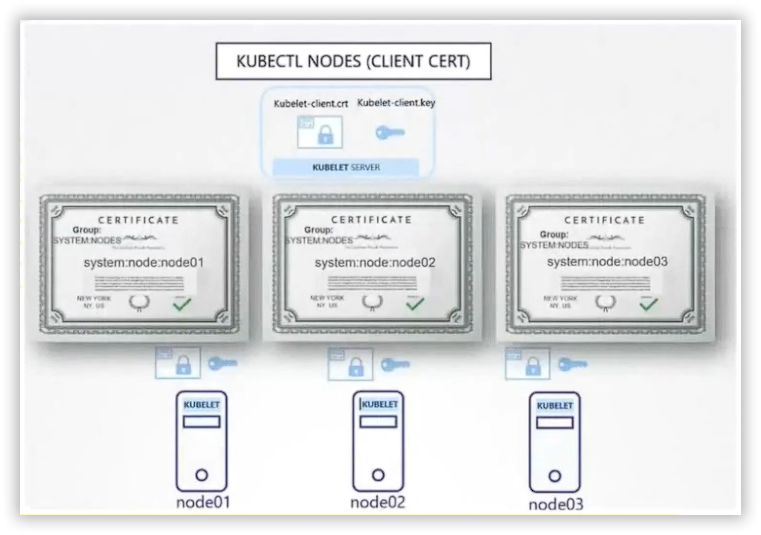 KUBECTL NODES (CLIENT CERT)
Kubelet-client.crt Kubelet-client.key
KUBELET SERVER
CERTIFICATE
Group:
SYSTEM:NODES
system:node:node01
NEW YORK
NY, US
CERTIFICATE
Group:
SYSTEM:NODES
system:node:node02
NEW YORK
NY, US
CERTIFICATE
Group:
SYSTEM:NODES
system:node:node03
NEW YORK
NY, US
KUBELET
node01
KUBELET
node02
KUBELET
node03